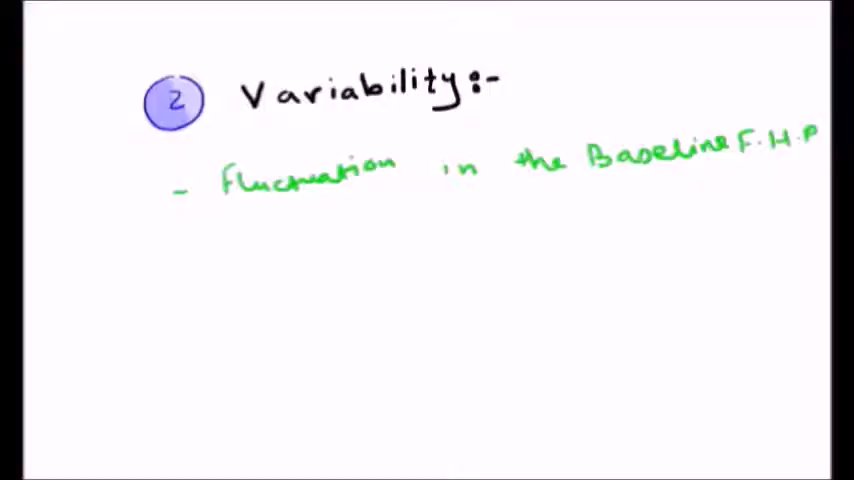 2 Variability:-
- Fluctuation in the Baseline F.H.P